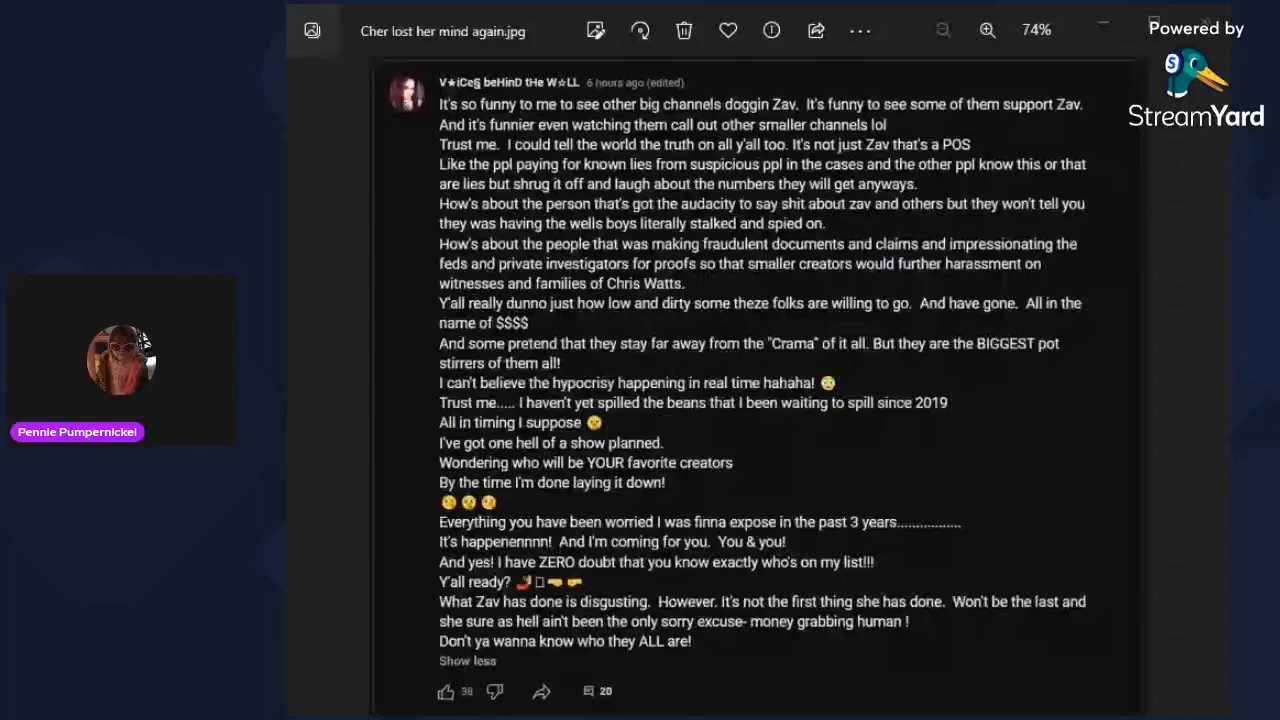 Cher lost her mind again.jpg
74%
Powered by
StreamYard
V★iCe§ beHinD tHe W☆LL 6 hours ago (edited)
It's so funny to me to see other big channels doggin Zav. It's funny to see some of them support Zav.
And it's funnier even watching them call out other smaller channels lol
Trust me. I could tell the world the truth on all y'all too. It's not just Zav that's a POS
Like the ppl paying for known lies from suspicious ppl in the cases and the other ppl know this or that
are lies but shrug it off and laugh about the numbers they will get anyways.
How's about the person that's got the audacity to say shit about zav and others but they won't tell you
they was having the wells boys literally stalked and spied on.
How's about the people that was making fraudulent documents and claims and impressionating the
feds and private investigators for proofs so that smaller creators would further harassment on
witnesses and families of Chris Watts.
Y'all really dunno just how low and dirty some theze folks are willing to go. And have gone. All in the
name of $$$$
And some pretend that they stay far away from the "Crama" of it all. But they are the BIGGEST pot
stirrers of them all!
I can't believe the hypocrisy happening in real time hahaha!
Trust me..... I haven't yet spilled the beans that I been waiting to spill since 2019
All in timing I suppose
I've got one hell of a show planned.
Wondering who will be YOUR favorite creators
By the time I'm done laying it down!
Everything you have been worried I was finna expose in the past 3 years.................
It's happenennnn! And I'm coming for you. You & you!
And yes! I have ZERO doubt that you know exactly who's on my list!!!
Y'all ready?
What Zav has done is disgusting. However. It's not the first thing she has done. Won't be the last and
she sure as hell ain't been the only sorry excuse- money grabbing human !
Don't ya wanna know who they ALL are!
Show less
38
20
Pennie Pumpernickel